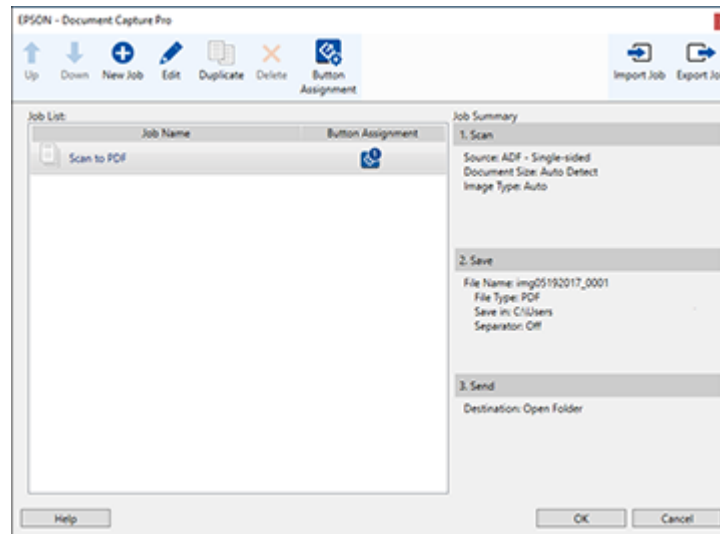 EPSON - Document Capture Pro
Up Down New Job Edit Duplicate Delete Button Assignment Import Job Export Jo
Job List:
Job Name Button Assignment
Scan to PDF 1
Job Summary
1. Scan
Source: ADF - Single-sided
Document Size: Auto Detect
Image Type: Auto
2. Save
File Name: img05192017_0001
File Type: PDF
Save in: C:\Users
Separator: Off
3. Send
Destination: Open Folder
Help OK Cancel